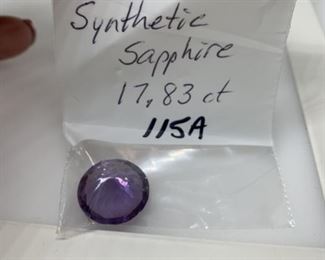 Synthetic
Sapphire
17.83 ct
115A